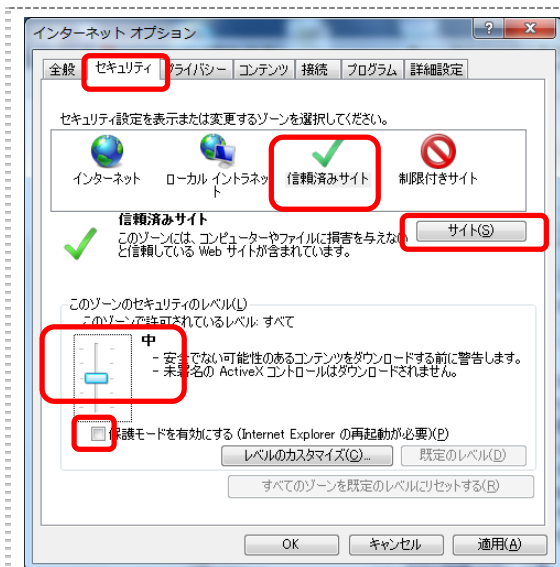 インターネット オプション
全般 セキュリティ プライバシー コンテンツ 接続 プログラム 詳細設定
セキュリティ設定を表示または変更するゾーンを選択してください。
インターネット
ローカル イントラネット
信頼済みサイト
制限付きサイト
信頼済みサイト
このゾーンには、コンピューターやファイルに損害を与えない
と信頼している Web サイトが含まれています。
サイト(S)
このゾーンのセキュリティのレベル(L)
このゾーンで許可されているレベル: すべて
中
- 安全でない可能性のあるコンテンツをダウンロードする前に警告します。
- 未署名の ActiveX コントロールはダウンロードされません。
保護モードを有効にする (Internet Explorer の再起動が必要)(P)
レベルのカスタマイズ(C)... 既定のレベル(D)
すべてのゾーンを既定のレベルにリセットする(R)
OK キャンセル 適用(A)